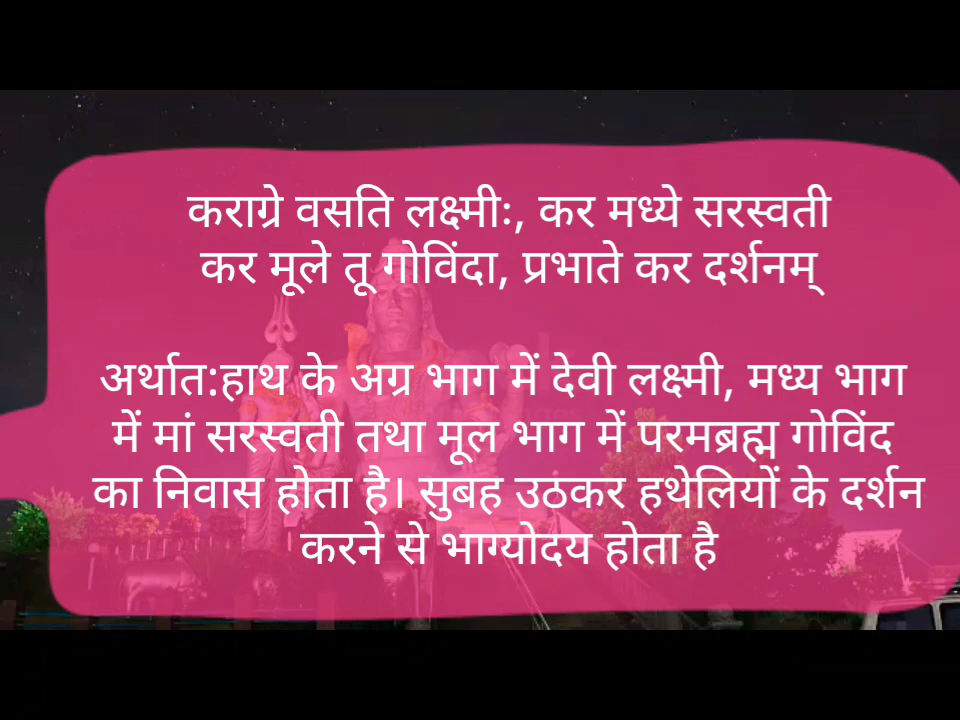 कराग्रे वसति लक्ष्मीः, कर मध्ये सरस्वती
कर मूले तू गोविंदा, प्रभाते कर दर्शनम्
अर्थात:हाथ के अग्र भाग में देवी लक्ष्मी, मध्य भाग
में मां सरस्वती तथा मूल भाग में परमब्रह्म गोविंद
का निवास होता है। सुबह उठकर हथेलियों के दर्शन
करने से भाग्योदय होता है